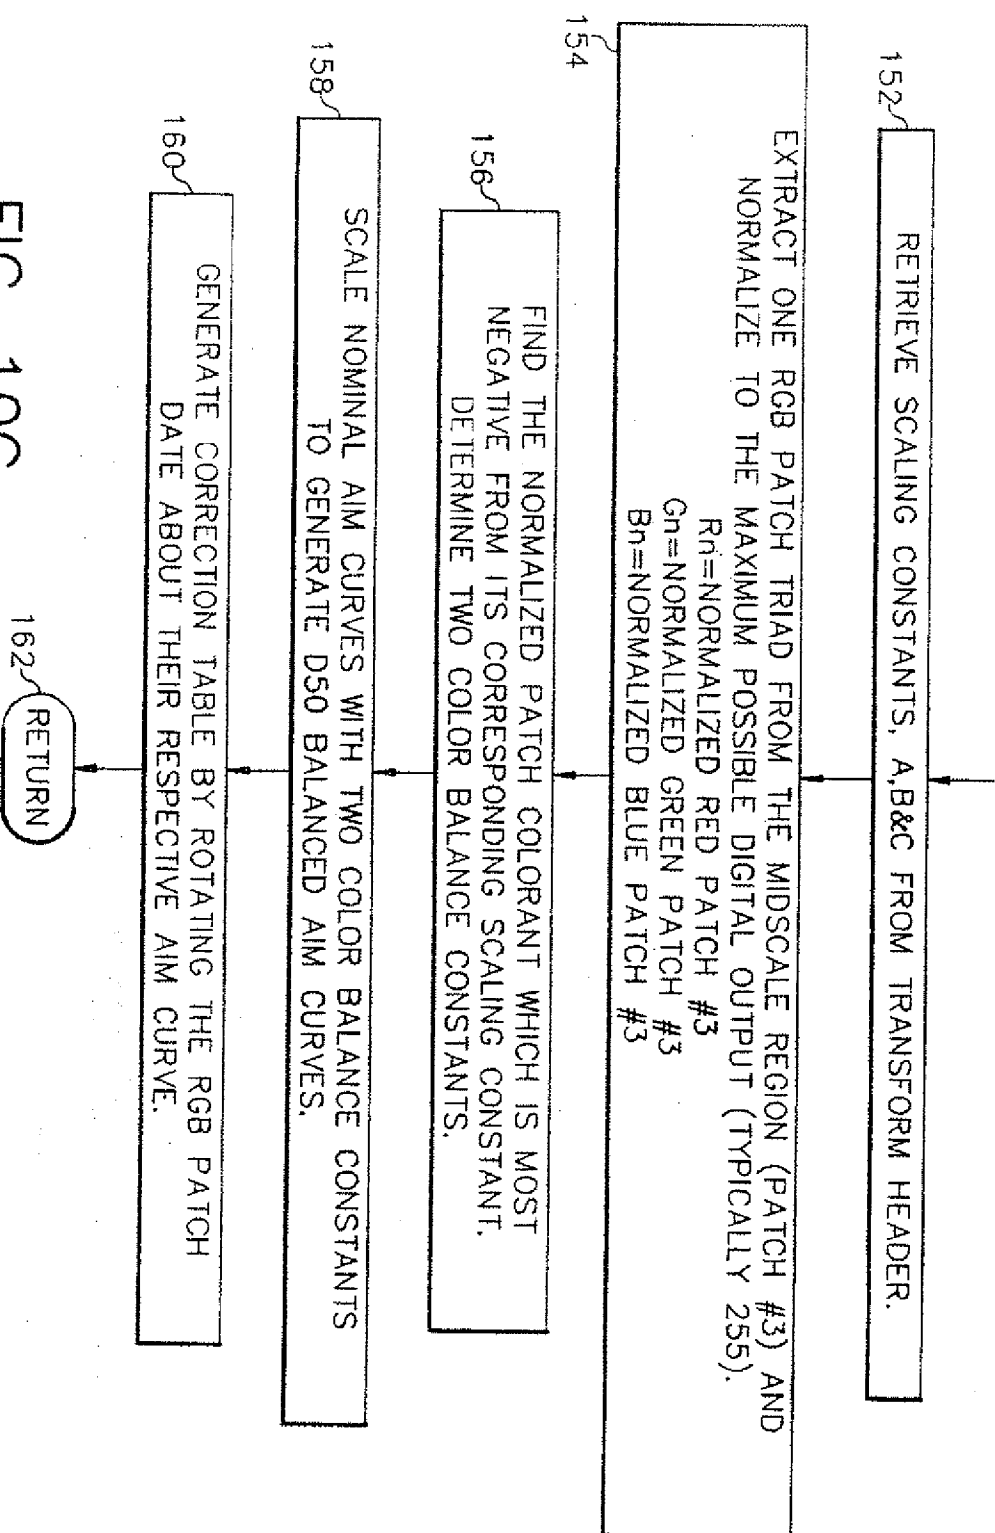 152
RETRIEVE SCALING CONSTANTS, A,B&C FROM TRANSFORM HEADER.
154
EXTRACT ONE RGB PATCH TRIAD FROM THE MIDSCALE REGION (PATCH #3) AND
NORMALIZE TO THE MAXIMUM POSSIBLE DIGITAL OUTPUT (TYPICALLY 255).
Rn=NORMALIZED RED PATCH #3
Gn=NORMALIZED GREEN PATCH #3
Bn=NORMALIZED BLUE PATCH #3
156
FIND THE NORMALIZED PATCH COLORANT WHICH IS MOST
NEGATIVE FROM ITS CORRESPONDING SCALING CONSTANT.
DETERMINE TWO COLOR BALANCE CONSTANTS.
158
SCALE NOMINAL AIM CURVES WITH TWO COLOR BALANCE CONSTANTS
TO GENERATE D50 BALANCED AIM CURVES.
160
GENERATE CORRECTION TABLE BY ROTATING THE RGB PATCH
DATE ABOUT THEIR RESPECTIVE AIM CURVE.
162
RETURN